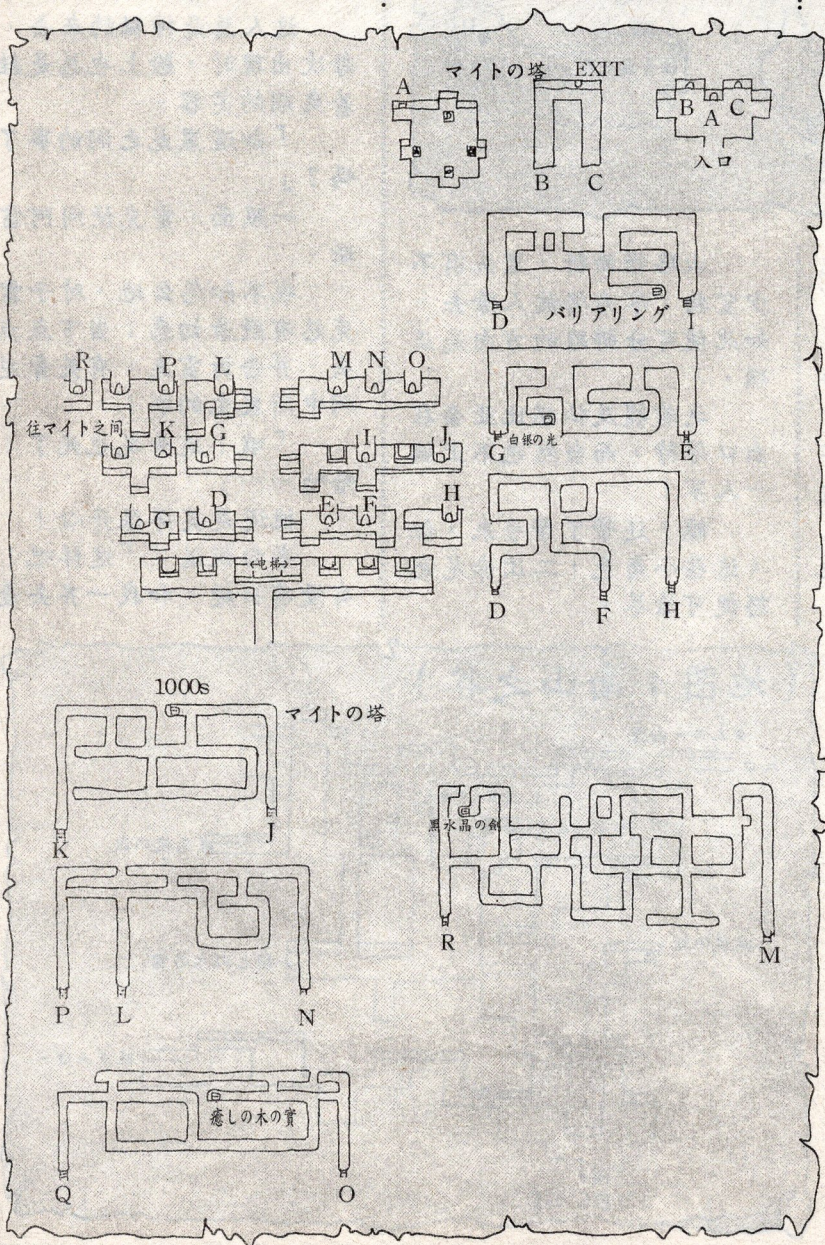 マイトの塔 EXIT
A
B A C
入口
B C
D バリアリング I
R P L M N O
往マイト之间 K G I J
G 白銀の光 E
G D E F H
←电梯→
D F H
1000s
マイトの塔
K J
黒水晶の劍
R M
P L N
癒しの木の實
Q O